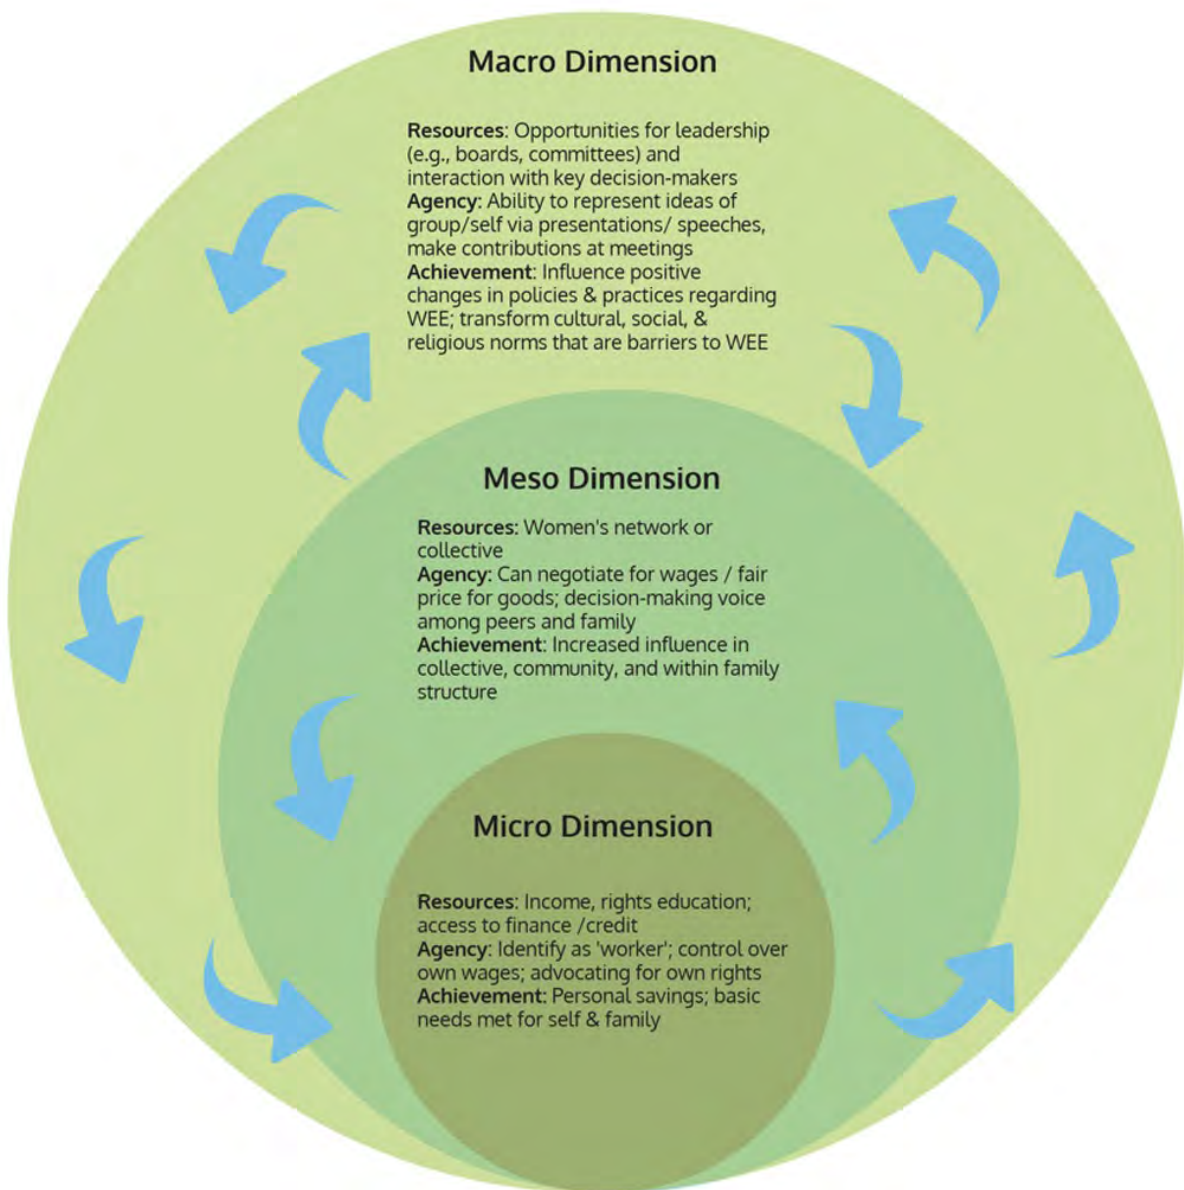 Macro Dimension
Resources: Opportunities for leadership
(e.g., boards, committees) and
interaction with key decision-makers
Agency: Ability to represent ideas of
group/self via presentations/ speeches,
make contributions at meetings
Achievement: Influence positive
changes in policies & practices regarding
WEE; transform cultural, social, &
religious norms that are barriers to WEE
Meso Dimension
Resources: Women's network or
collective
Agency: Can negotiate for wages / fair
price for goods; decision-making voice
among peers and family
Achievement: Increased influence in
collective, community, and within family
structure
Micro Dimension
Resources: Income, rights education;
access to finance /credit
Agency: Identify as 'worker'; control over
own wages; advocating for own rights
Achievement: Personal savings; basic
needs met for self & family